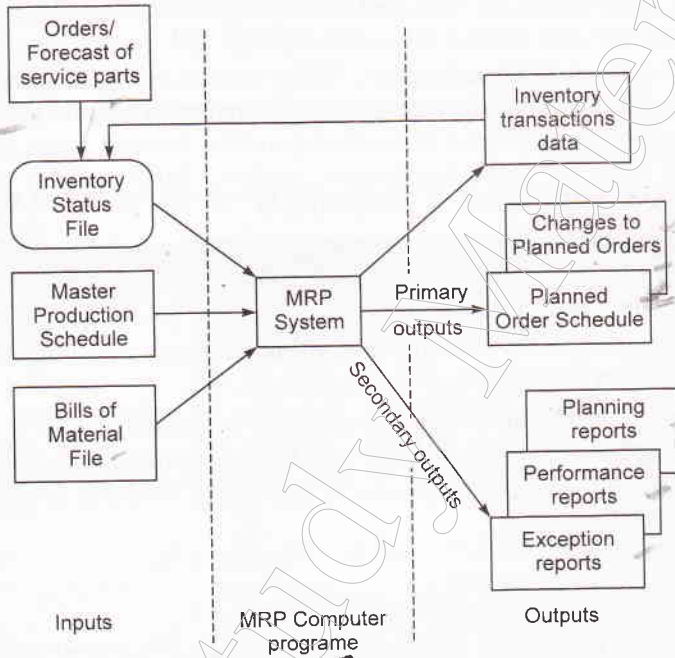 Orders/
Forecast of
service parts
Inventory
Status
File
Master
Production
Schedule
Bills of
Material
File
MRP
System
Primary
outputs
Secondary outputs
Inventory
transactions
data
Changes to
Planned Orders
Planned
Order Schedule
Planning
reports
Performance
reports
Exception
reports
Inputs
MRP Computer
programe
Outputs
Study Mater